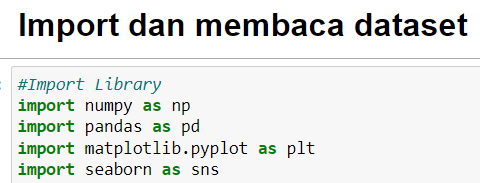 Import dan membaca dataset
#Import Library
import numpy as np
import pandas as pd
import matplotlib.pyplot as plt
import seaborn as sns